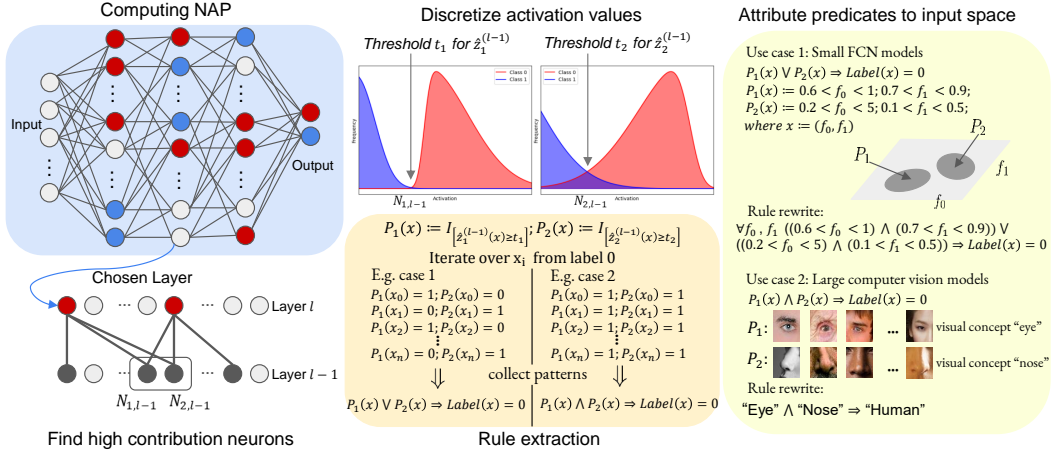 Computing NAP
Input
Output
Chosen Layer
Layer l
Layer l − 1
N₁,ₗ₋₁
N₂,ₗ₋₁
Find high contribution neurons
Discretize activation values
Threshold t₁ for ẑ₁⁽ˡ⁻¹⁾
Threshold t₂ for ẑ₂⁽ˡ⁻¹⁾
Class 0
Class 1
Class 0
Class 1
Frequency
Frequency
Activation
Activation
N₁,ₗ₋₁
N₂,ₗ₋₁
P₁(x) ≔ I_[ẑ₁⁽ˡ⁻¹⁾(x)≥t₁]; P₂(x) ≔ I_[ẑ₂⁽ˡ⁻¹⁾(x)≥t₂]
Iterate over xᵢ from label 0
E.g. case 1
P₁(x₀) = 1; P₂(x₀) = 0
P₁(x₁) = 0; P₂(x₁) = 1
P₁(x₂) = 1; P₂(x₂) = 0
⋮
P₁(xₙ) = 0; P₂(xₙ) = 1
E.g. case 2
P₁(x₀) = 1; P₂(x₀) = 1
P₁(x₁) = 1; P₂(x₁) = 1
P₁(x₂) = 1; P₂(x₂) = 1
⋮
P₁(xₙ) = 1; P₂(xₙ) = 1
collect patterns
P₁(x) ∨ P₂(x) ⇒ Label(x) = 0
P₁(x) ∧ P₂(x) ⇒ Label(x) = 0
Rule extraction
Attribute predicates to input space
Use case 1: Small FCN models
P₁(x) ∨ P₂(x) ⇒ Label(x) = 0
P₁(x) ≔ 0.6 < f₀ < 1; 0.7 < f₁ < 0.9;
P₂(x) ≔ 0.2 < f₀ < 5; 0.1 < f₁ < 0.5;
where x ≔ (f₀, f₁)
P₁
P₂
f₁
f₀
Rule rewrite:
∀f₀ , f₁ ((0.6 < f₀ < 1) ∧ (0.7 < f₁ < 0.9)) ∨
((0.2 < f₀ < 5) ∧ (0.1 < f₁ < 0.5)) ⇒ Label(x) = 0
Use case 2: Large computer vision models
P₁(x) ∧ P₂(x) ⇒ Label(x) = 0
P₁: ... visual concept “eye”
P₂: ... visual concept “nose”
Rule rewrite:
“Eye” ∧ “Nose” ⇒ “Human”